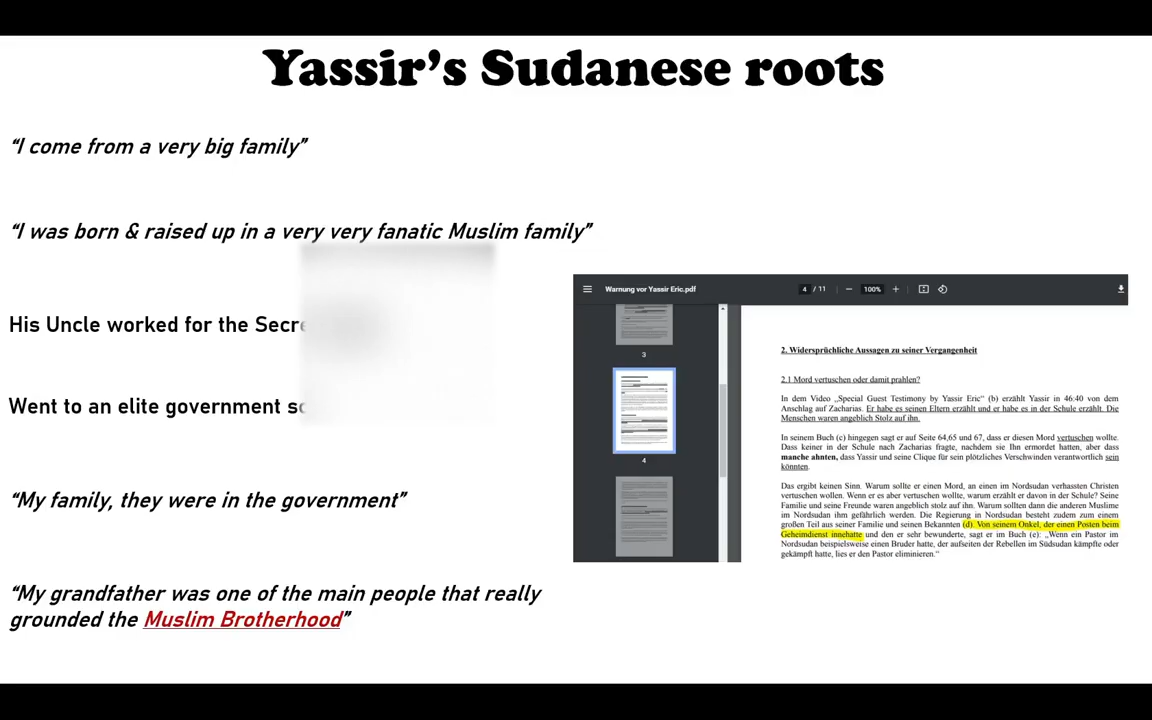 Yassir's Sudanese roots
“I come from a very big family”
“I was born & raised up in a very very fanatic Muslim family”
His Uncle worked for the
Went to an elite government
“My family, they were in the government”
“My grandfather was one of the main people that really
grounded the Muslim Brotherhood”
Warnung vor Yassir Eric.pdf
4 / 11
100%
3
4
2. Widersprüchliche Aussagen zu seiner Vergangenheit
2.1 Mord vertuschen oder damit prahlen?
In dem Video „Special Guest Testimony by Yassir Eric“ (b) erzählt Yassir in 46:40 von dem
Anschlag auf Zacharias. Er habe es seinen Eltern erzählt und er habe es in der Schule erzählt. Die
Menschen waren angeblich Stolz auf ihn.
In seinem Buch (c) hingegen sagt er auf Seite 64,65 und 67, dass er diesen Mord vertuschen wollte.
Dass keiner in der Schule nach Zacharias fragte, nachdem sie Ihn ermordet hatten, aber dass
manche ahnten, dass Yassir und seine Clique für sein plötzliches Verschwinden verantwortlich sein
könnten.
Das ergibt keinen Sinn. Warum sollte er einen Mord, an einen im Nordsudan verhassten Christen
vertuschen wollen. Wenn er es aber vertuschen wollte, warum erzählt er davon in der Schule? Seine
Familie und seine Freunde waren angeblich stolz auf ihn. Warum sollten dann die anderen Muslime
im Nordsudan ihm gefährlich werden. Die Regierung in Nordsudan besteht zudem zum einem
großen Teil aus seiner Familie und seinen Bekannten (d). Von seinem Onkel, der einen Posten beim
Geheimdienst innehatte und den er sehr bewunderte, sagt er im Buch (e): „Wenn ein Pastor im
Nordsudan beispielsweise einen Bruder hatte, der aufseiten der Rebellen im Südsudan kämpfte oder
gekämpft hatte, lies er den Pastor eliminieren.“